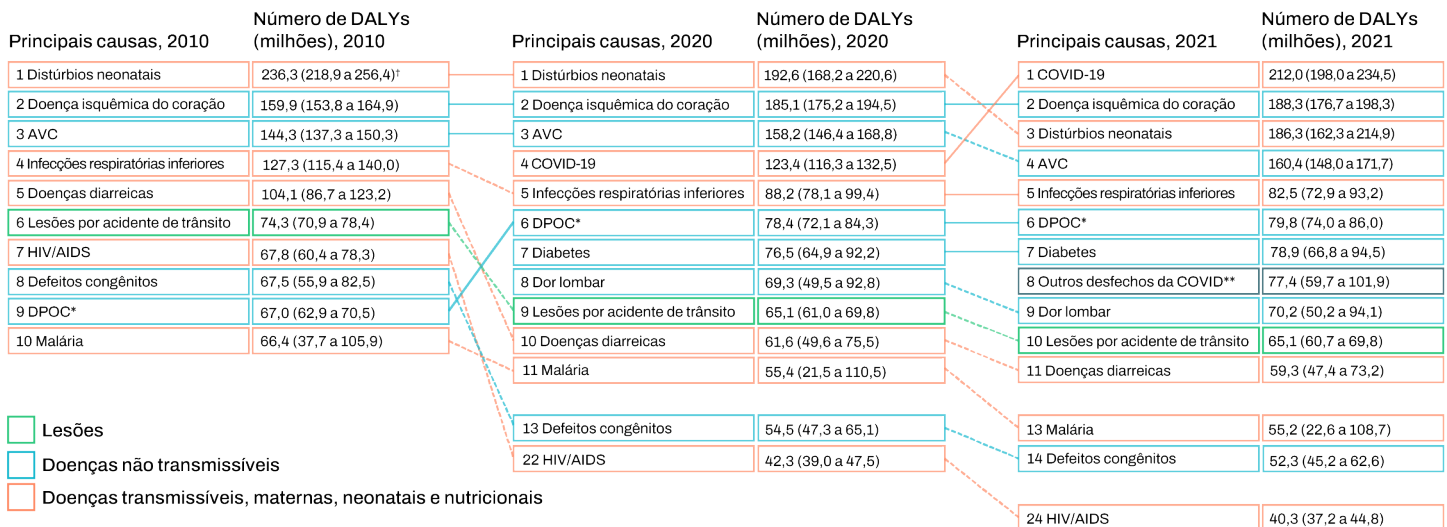 Principais causas, 2010
Número de DALYs
(milhões), 2010
1 Distúrbios neonatais
236,3 (218,9 a 256,4)†
2 Doença isquêmica do coração
159,9 (153,8 a 164,9)
3 AVC
144,3 (137,3 a 150,3)
4 Infecções respiratórias inferiores
127,3 (115,4 a 140,0)
5 Doenças diarreicas
104,1 (86,7 a 123,2)
6 Lesões por acidente de trânsito
74,3 (70,9 a 78,4)
7 HIV/AIDS
67,8 (60,4 a 78,3)
8 Defeitos congênitos
67,5 (55,9 a 82,5)
9 DPOC*
67,0 (62,9 a 70,5)
10 Malária
66,4 (37,7 a 105,9)
Principais causas, 2020
Número de DALYs
(milhões), 2020
1 Distúrbios neonatais
192,6 (168,2 a 220,6)
2 Doença isquêmica do coração
185,1 (175,2 a 194,5)
3 AVC
158,2 (146,4 a 168,8)
4 COVID-19
123,4 (116,3 a 132,5)
5 Infecções respiratórias inferiores
88,2 (78,1 a 99,4)
6 DPOC*
78,4 (72,1 a 84,3)
7 Diabetes
76,5 (64,9 a 92,2)
8 Dor lombar
69,3 (49,5 a 92,8)
9 Lesões por acidente de trânsito
65,1 (61,0 a 69,8)
10 Doenças diarreicas
61,6 (49,6 a 75,5)
11 Malária
55,4 (21,5 a 110,5)
13 Defeitos congênitos
54,5 (47,3 a 65,1)
22 HIV/AIDS
42,3 (39,0 a 47,5)
Principais causas, 2021
Número de DALYs
(milhões), 2021
1 COVID-19
212,0 (198,0 a 234,5)
2 Doença isquêmica do coração
188,3 (176,7 a 198,3)
3 Distúrbios neonatais
186,3 (162,3 a 214,9)
4 AVC
160,4 (148,0 a 171,7)
5 Infecções respiratórias inferiores
82,5 (72,9 a 93,2)
6 DPOC*
79,8 (74,0 a 86,0)
7 Diabetes
78,9 (66,8 a 94,5)
8 Outros desfechos da COVID**
77,4 (59,7 a 101,9)
9 Dor lombar
70,2 (50,2 a 94,1)
10 Lesões por acidente de trânsito
65,1 (60,7 a 69,8)
11 Doenças diarreicas
59,3 (47,4 a 73,2)
13 Malária
55,2 (22,6 a 108,7)
14 Defeitos congênitos
52,3 (45,2 a 62,6)
24 HIV/AIDS
40,3 (37,2 a 44,8)
Lesões
Doenças não transmissíveis
Doenças transmissíveis, maternas, neonatais e nutricionais